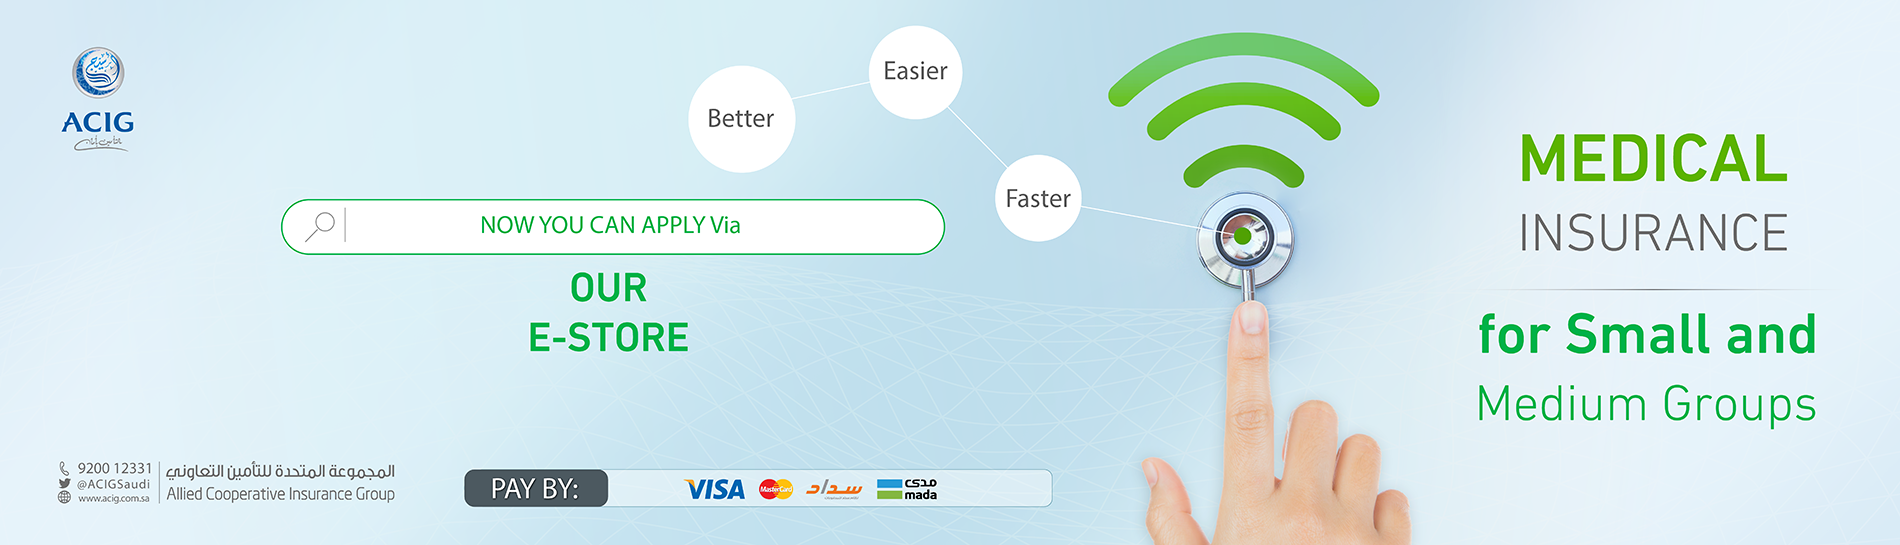 ACIG
Better
Easier
Faster
NOW YOU CAN APPLY Via
OUR
E-STORE
MEDICAL
INSURANCE
for Small and
Medium Groups
9200 12331
@ACIGSaudi
www.acig.com.sa
المجموعة المتحدة للتأمين التعاوني
Allied Cooperative Insurance Group
PAY BY:
VISA
MasterCard
سداد
مدى
mada